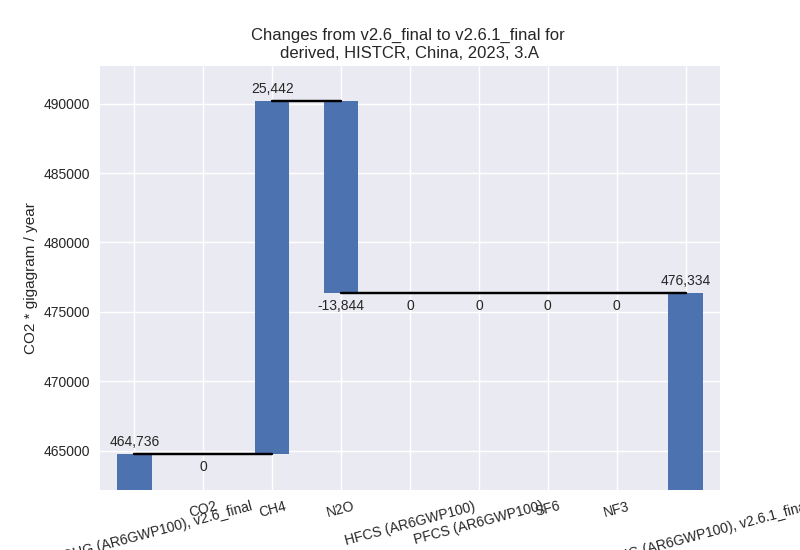 Changes from v2.6_final to v2.6.1_final for
derived, HISTCR, China, 2023, 3.A
CO2 * gigagram / year
490000
485000
480000
475000
470000
465000
464,736
0
25,442
-13,844
0
0
0
0
476,334
(AR6GWP100), v2.6_final
CO2
CH4
N2O
HFCS (AR6GWP100)
PFCS (AR6GWP100)
SF6
NF3
(AR6GWP100), v2.6.1